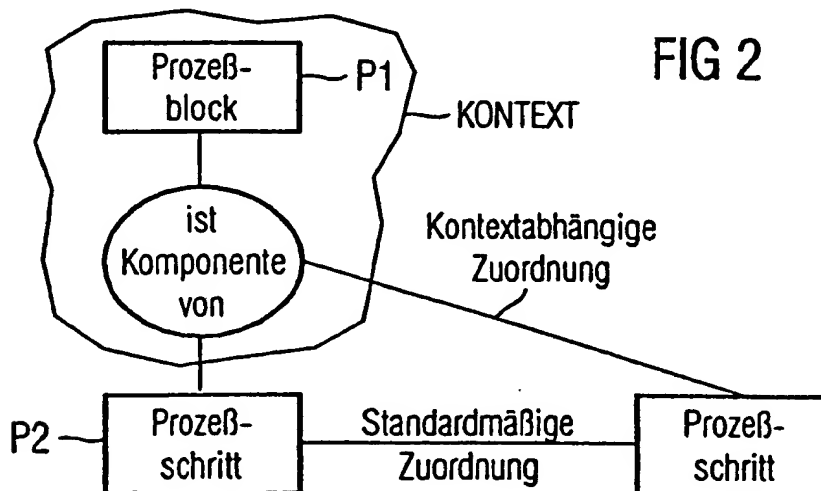 FIG 2
Prozeß-
block
P1
KONTEXT
ist
Komponente
von
Kontextabhängige
Zuordnung
P2
Prozeß-
schritt
Standardmäßige
Zuordnung
Prozeß-
schritt